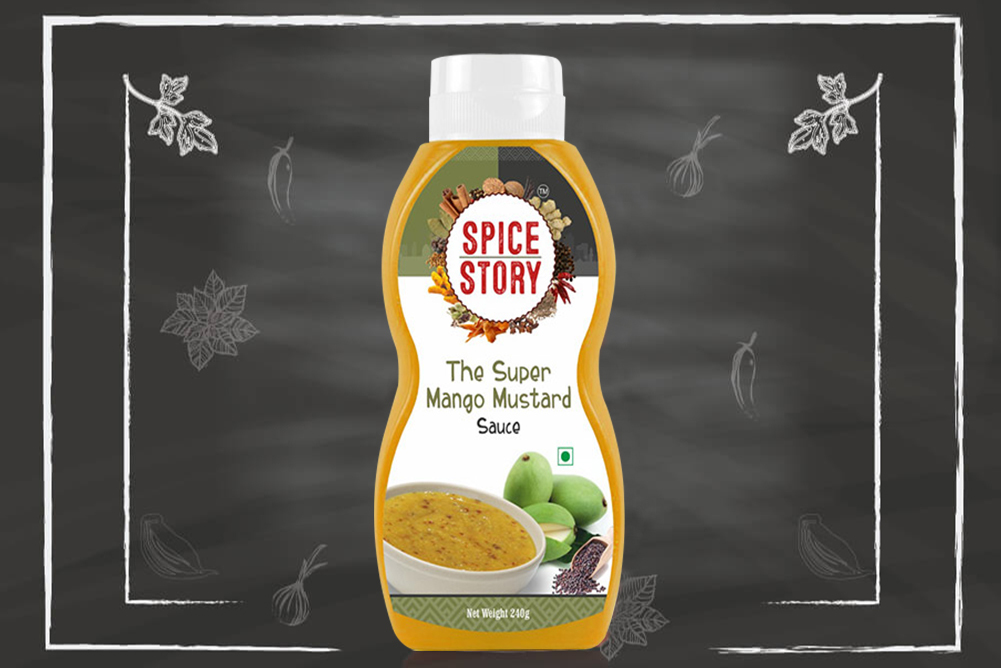 TM
SPICE
STORY
The Super
Mango Mustard
Sauce
Net Weight 240g